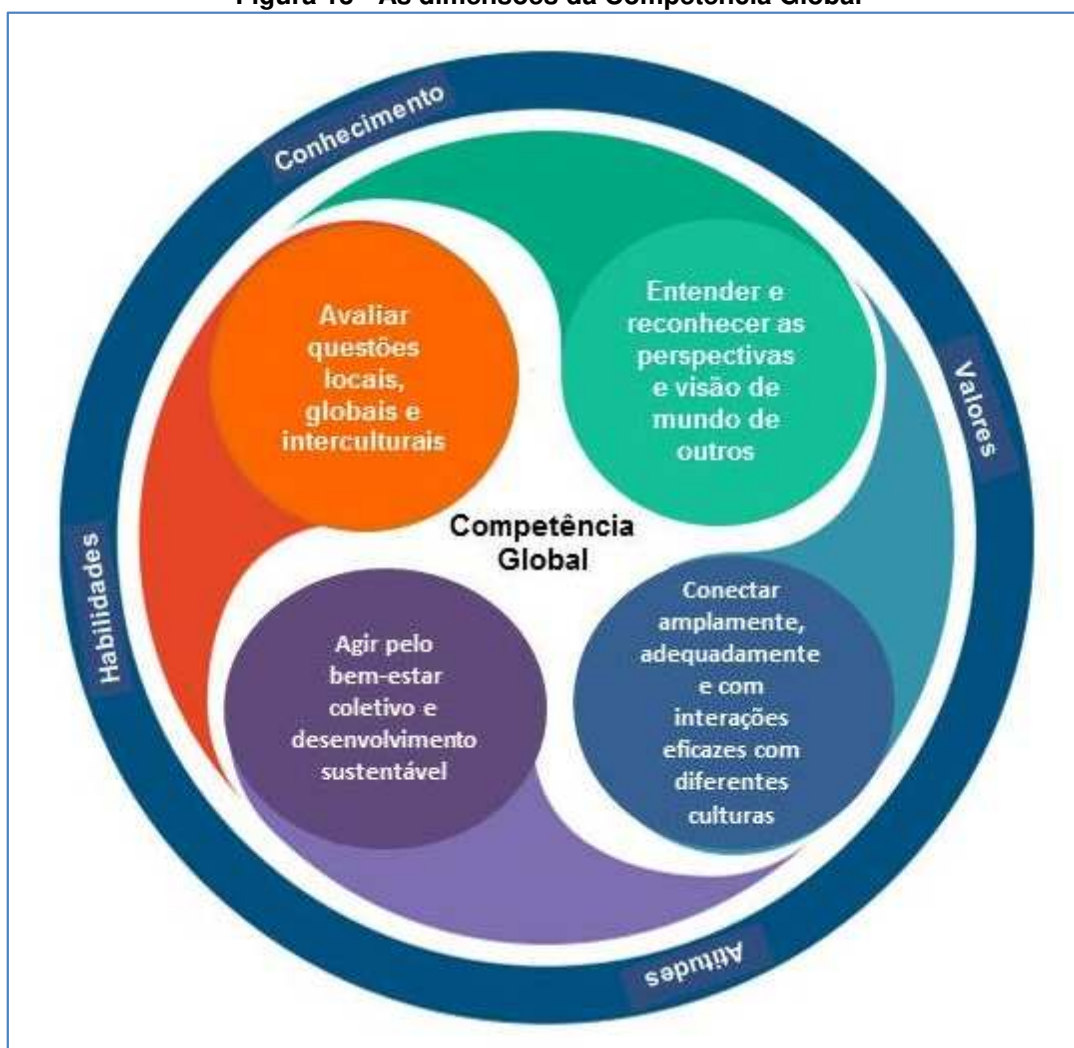 Figura - As dimensões da Competência Global
Conhecimento
Avaliar
questões
locais,
globais e
interculturais
Entender e
reconhecer as
perspectivas
e visão de
mundo de
outros
Valores
Competência
Global
Habilidades
Agir pelo
bem-estar
coletivo e
desenvolvimento
sustentável
Conectar
amplamente,
adequadamente
e com
interações
eficazes com
diferentes
culturas
Atitudes